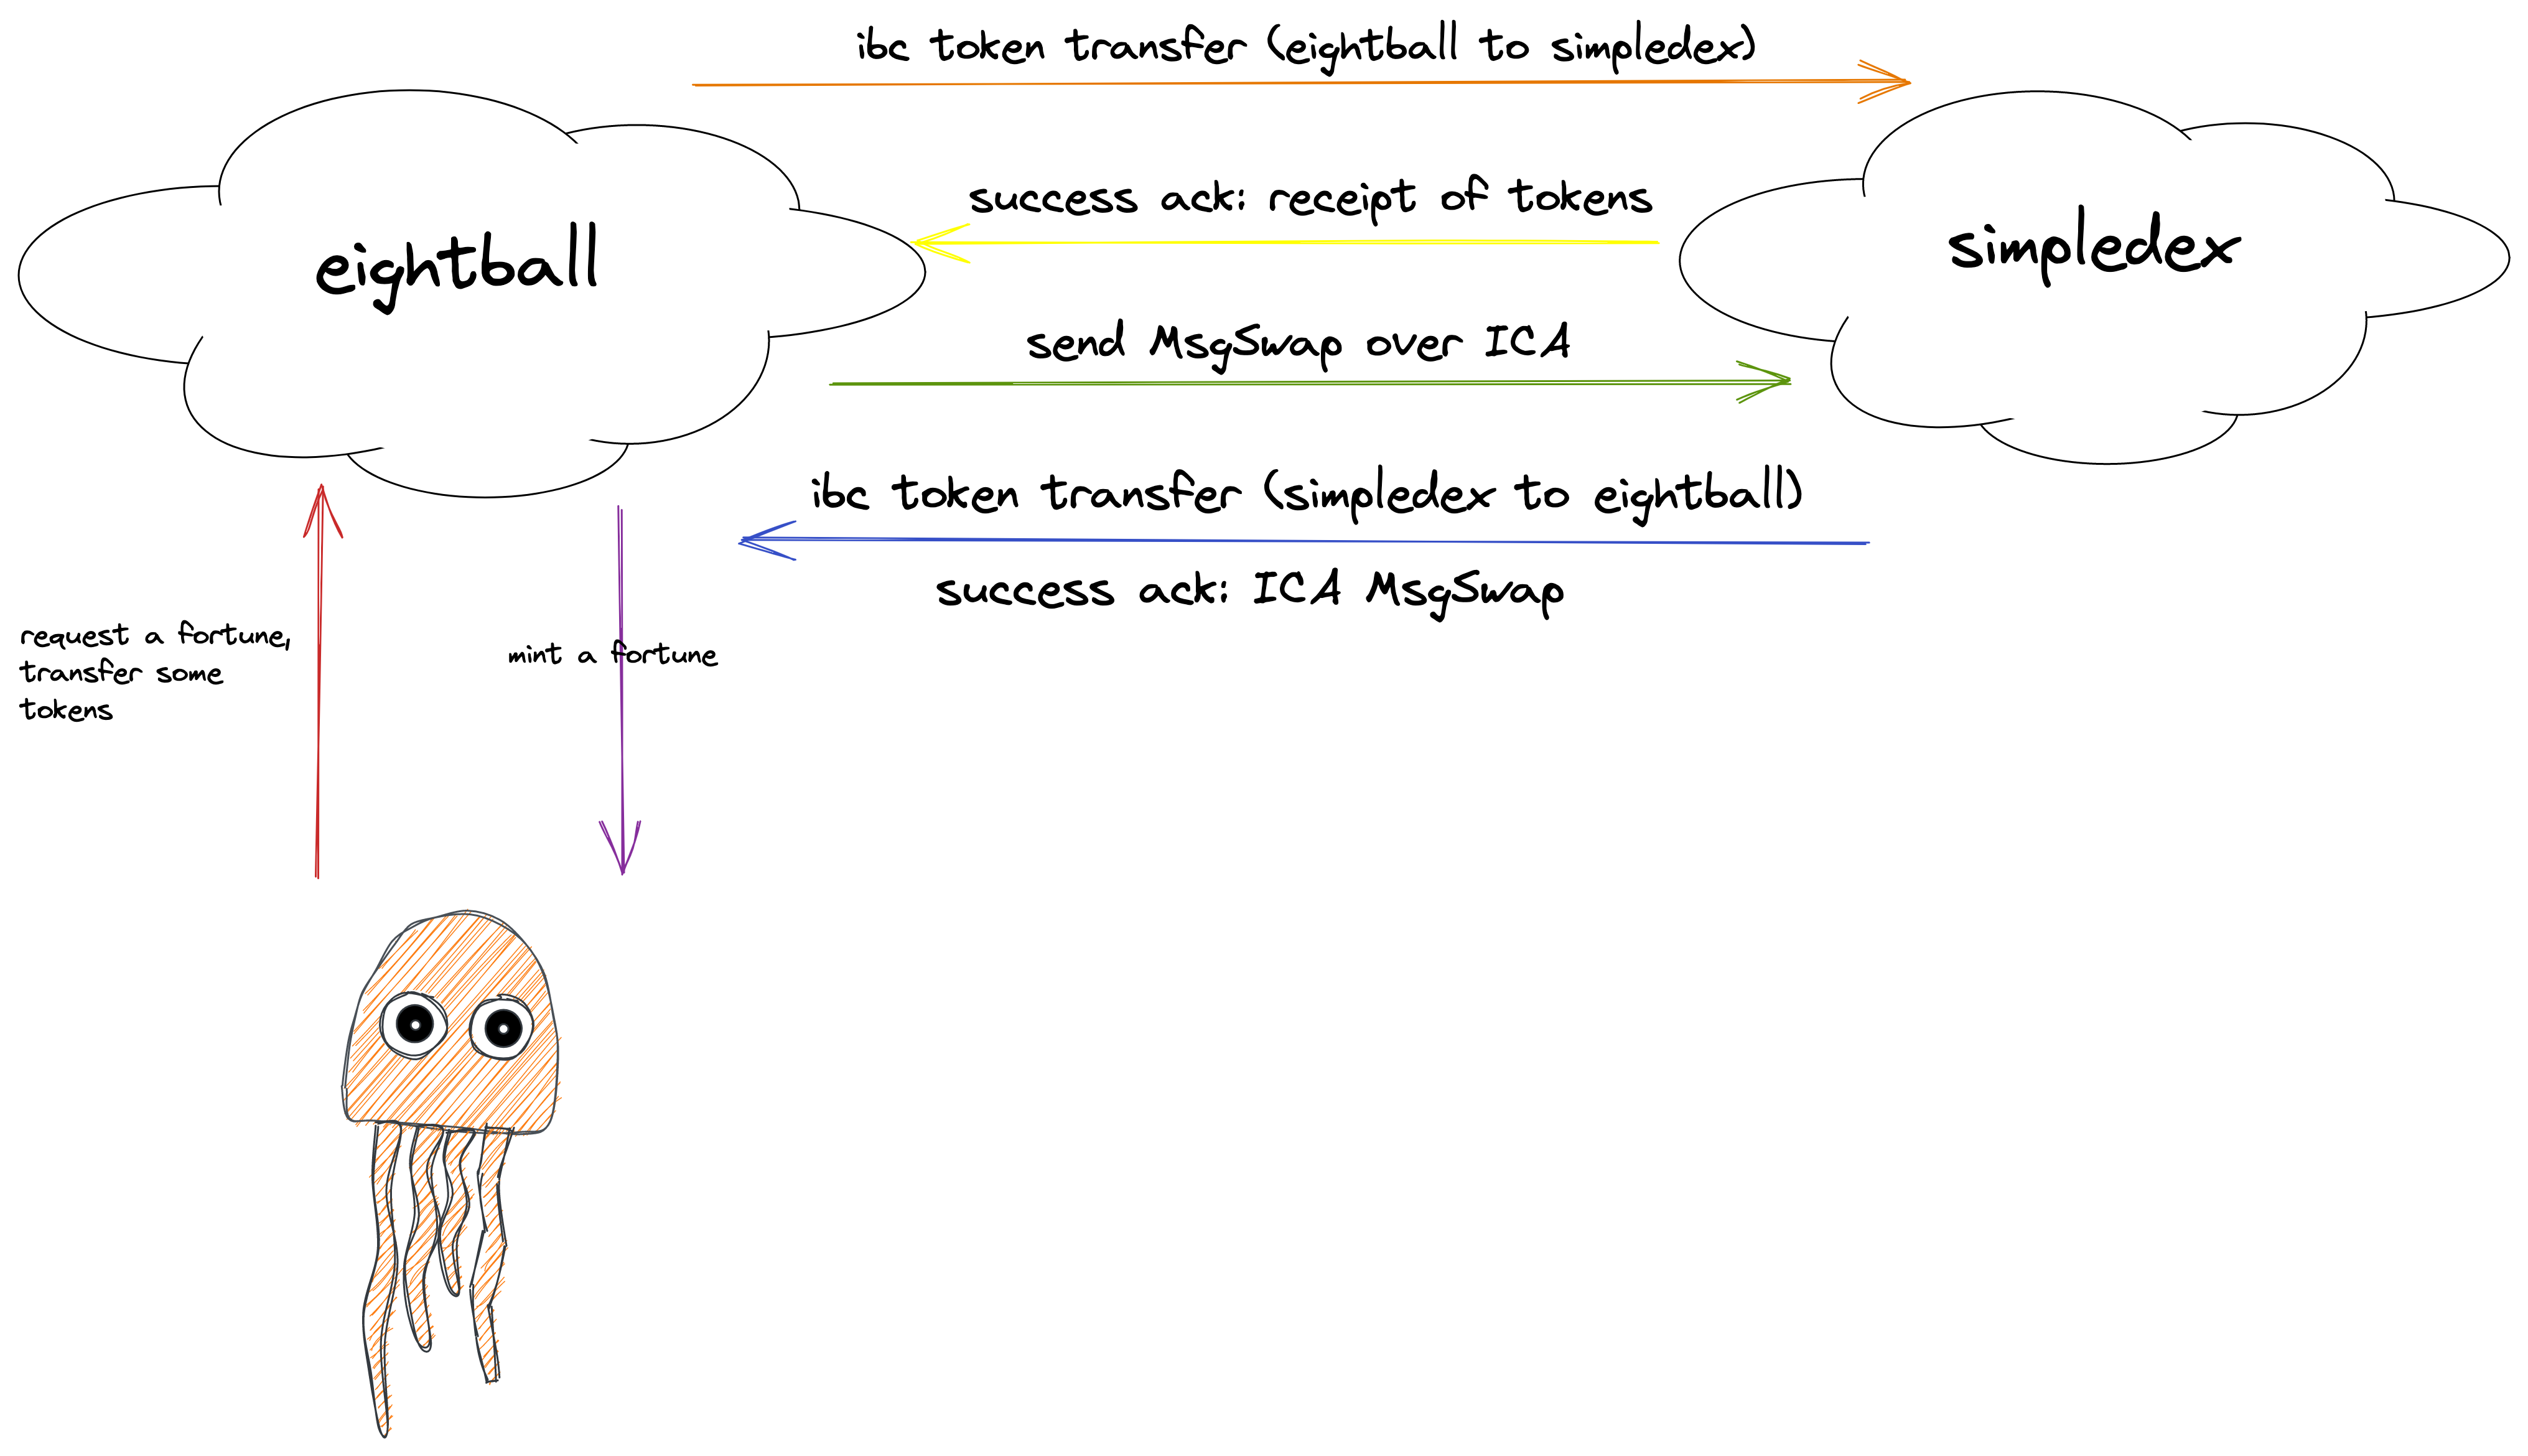 ibc token transfer (eightball to simpledex)
success ack: receipt of tokens
eightball
simpledex
send MsgSwap over ICA
ibc token transfer (simpledex to eightball)
success ack: ICA MsgSwap
request a fortune,
transfer some
tokens
mint a fortune